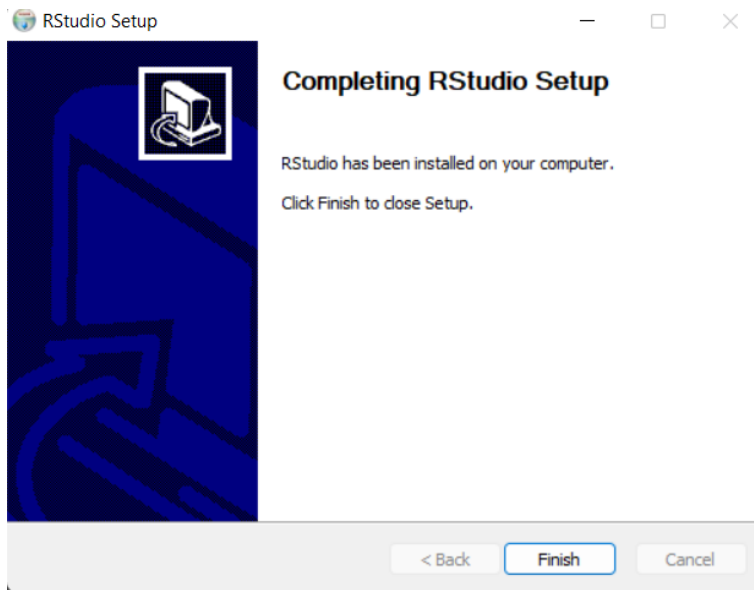 RStudio Setup
Completing RStudio Setup
RStudio has been installed on your computer.
Click Finish to close Setup.
< Back
Finish
Cancel